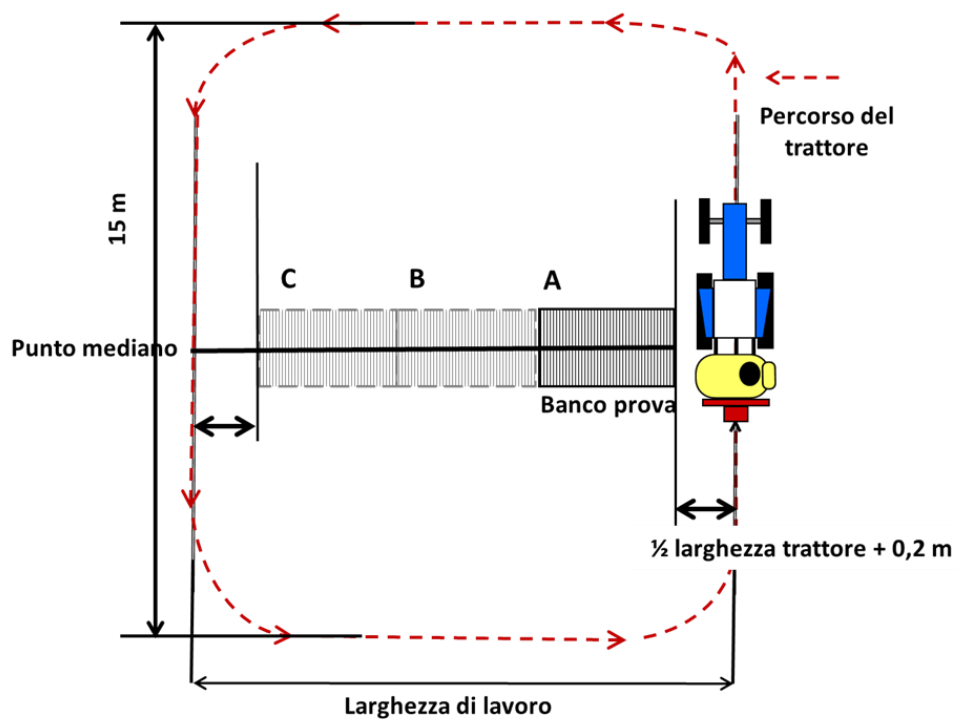 Percorso del
trattore
15 m
C
B
A
Punto mediano
Banco prova
½ larghezza trattore + 0,2 m
Larghezza di lavoro